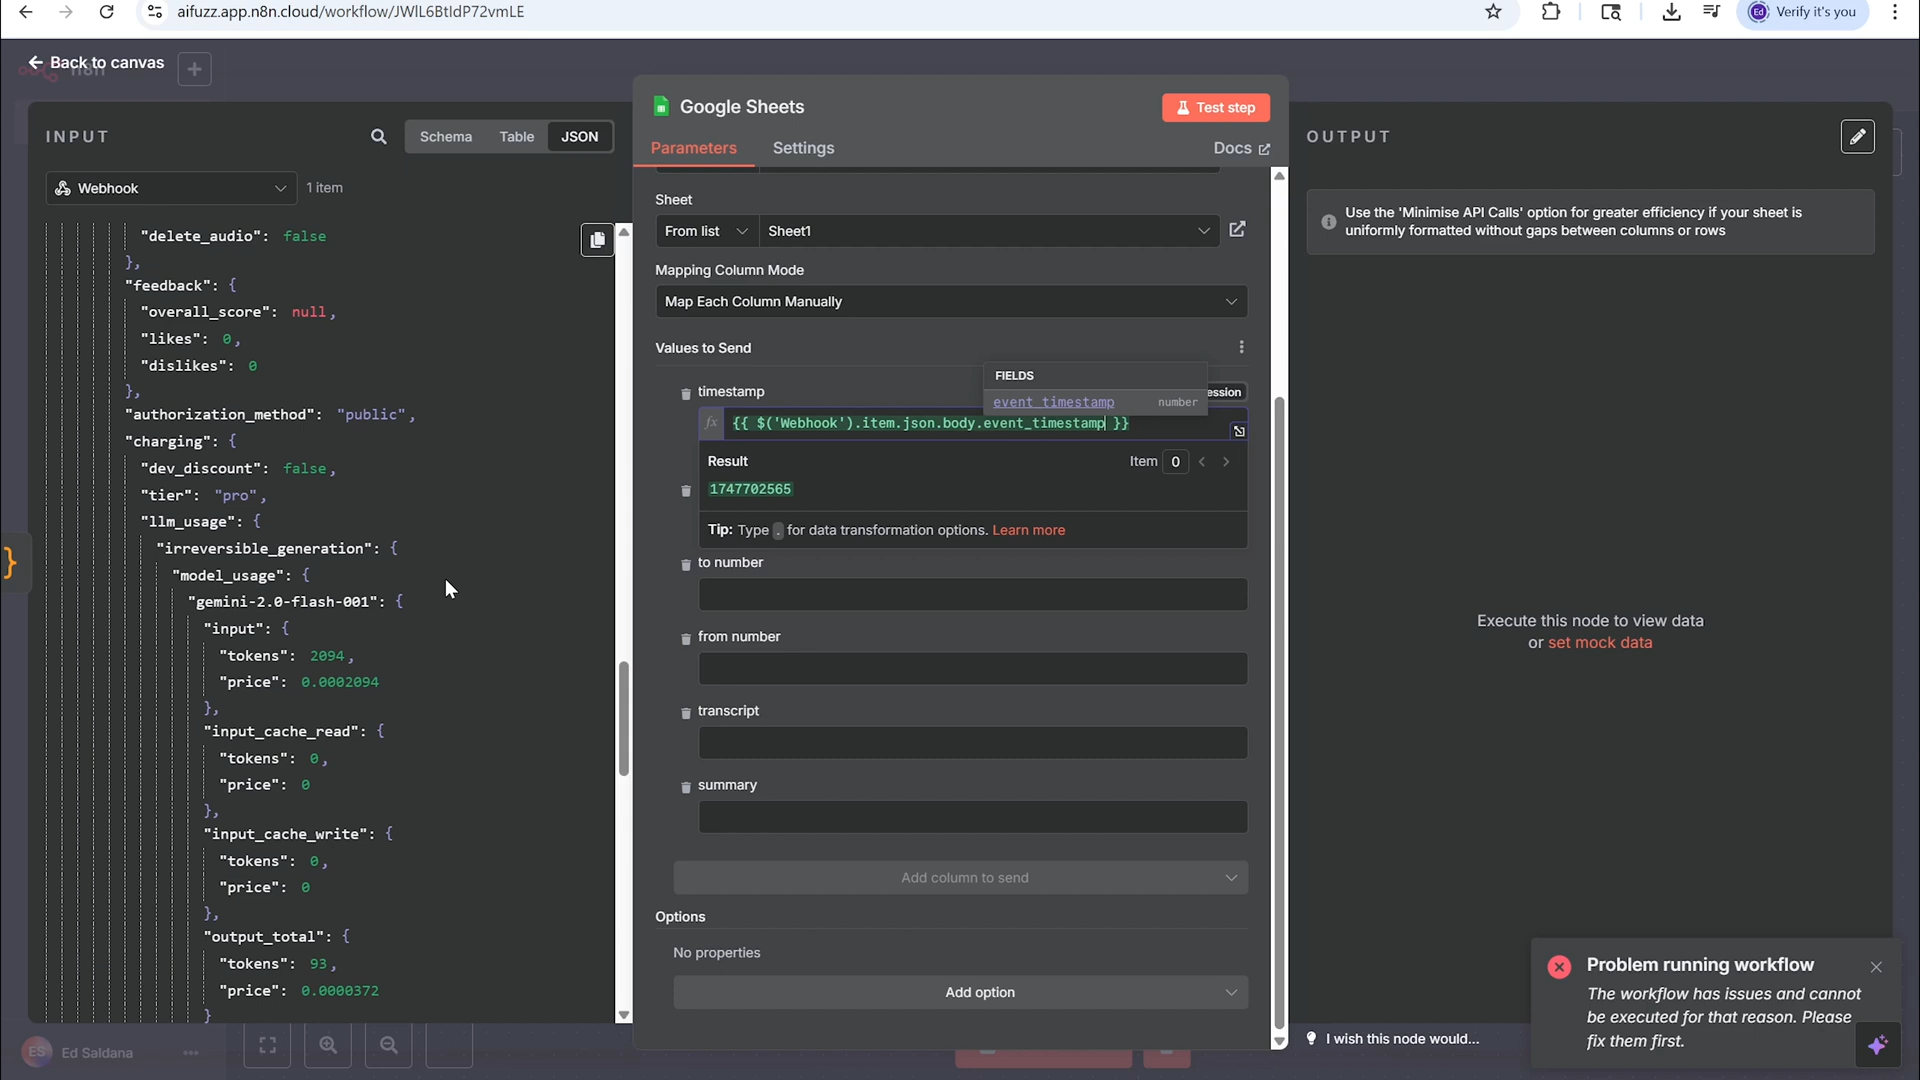 aifuzz.app.n8n.cloud/workflow/JWlL6BtIdP72vmLE
Ed
Verify it's you
Back to canvas
n8n
INPUT
Schema
Table
JSON
Webhook
1 item
"delete_audio": false
},
"feedback": {
"overall_score": null,
"likes": 0,
"dislikes": 0
},
"authorization_method": "public",
"charging": {
"dev_discount": false,
"tier": "pro",
"llm_usage": {
"irreversible_generation": {
"model_usage": {
"gemini-2.0-flash-001": {
"input": {
"tokens": 2094,
"price": 0.0002094
},
"input_cache_read": {
"tokens": 0,
"price": 0
},
"input_cache_write": {
"tokens": 0,
"price": 0
},
"output_total": {
"tokens": 93,
"price": 0.0000372
}
}
ES
Ed Saldana
Google Sheets
Test step
Parameters
Settings
Docs
Sheet
From list
Sheet1
Mapping Column Mode
Map Each Column Manually
Values to Send
FIELDS
timestamp
ession
event_timestamp number
fx {{ $('Webhook').item.json.body.event_timestamp }}
Result
Item 0
1747702565
Tip: Type . for data transformation options. Learn more
to number
from number
transcript
summary
Add column to send
Options
No properties
Add option
OUTPUT
Use the 'Minimise API Calls' option for greater efficiency if your sheet is
uniformly formatted without gaps between columns or rows
Execute this node to view data
or set mock data
I wish this node would...
Problem running workflow
The workflow has issues and cannot
be executed for that reason. Please
fix them first.